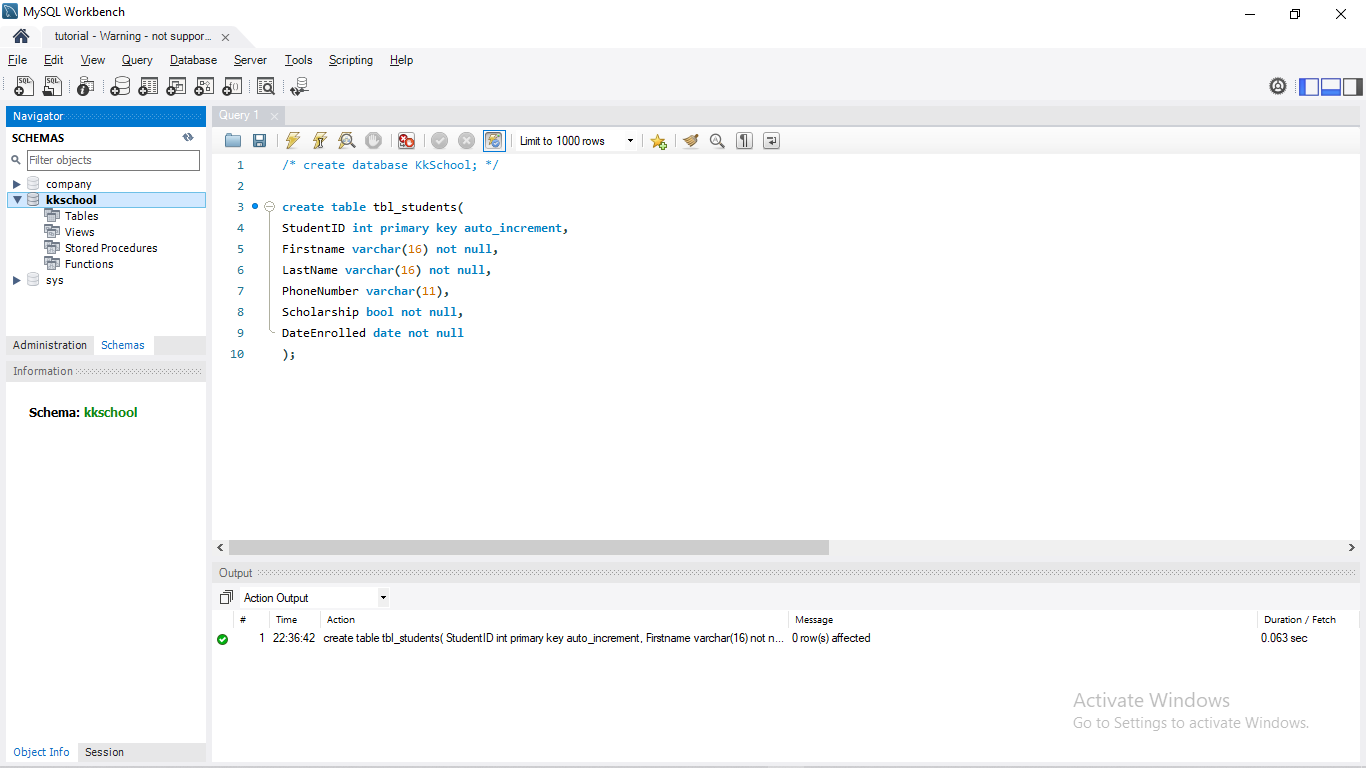 MySQL Workbench
tutorial - Warning - not suppor... ×
File Edit View Query Database Server Tools Scripting Help
Navigator
SCHEMAS
Filter objects
company
kkschool
Tables
Views
Stored Procedures
Functions
sys
Administration Schemas
Information
Schema: kkschool
Object Info Session
Query 1 ×
Limit to 1000 rows
1 /* create database KkSchool; */
2
3 create table tbl_students(
4 StudentID int primary key auto_increment,
5 Firstname varchar(16) not null,
6 LastName varchar(16) not null,
7 PhoneNumber varchar(11),
8 Scholarship bool not null,
9 DateEnrolled date not null
10 );
Output
Action Output
# Time Action Message Duration / Fetch
1 22:36:42 create table tbl_students( StudentID int primary key auto_increment, Firstname varchar(16) not n... 0 row(s) affected 0.063 sec
Activate Windows
Go to Settings to activate Windows.